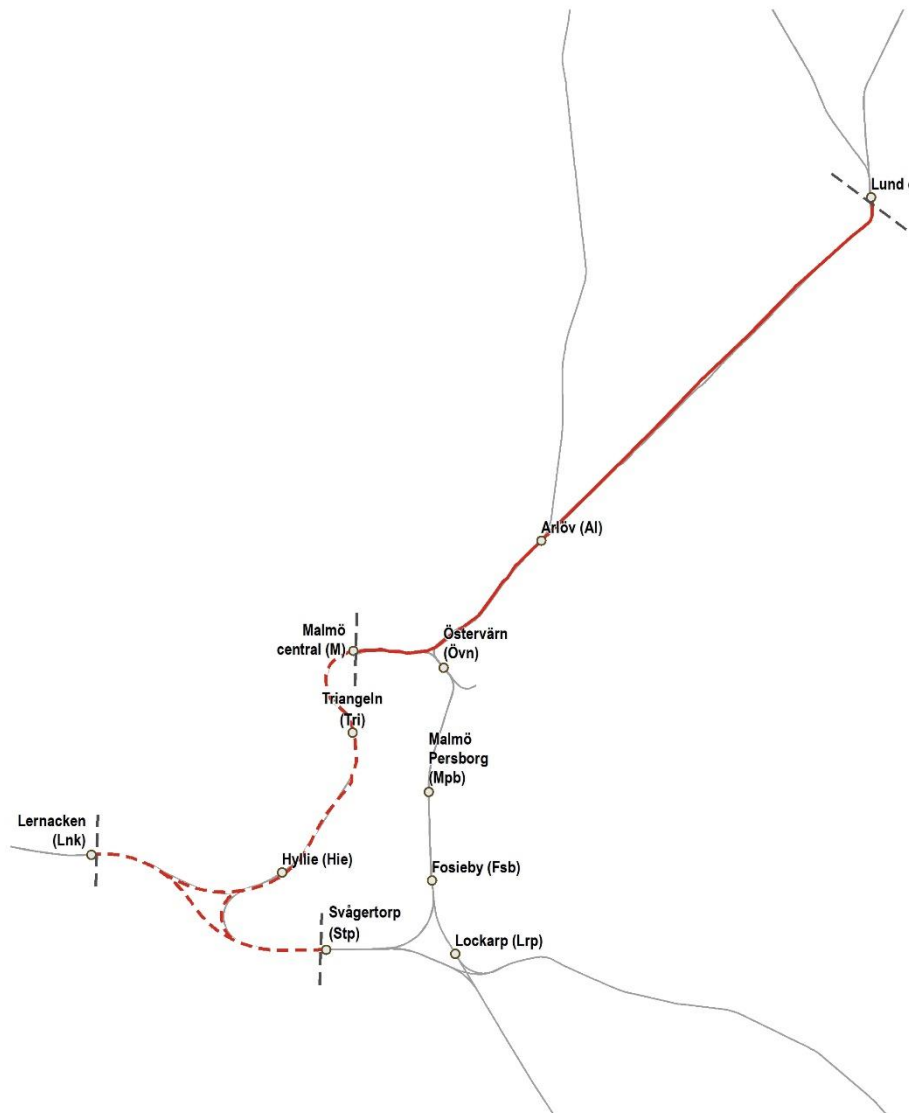 Lund
Arlöv (Al)
Malmö
central (M)
Östervärn
(Övn)
Triangeln
(Tri)
Malmö
Persborg
(Mpb)
Lernacken
(Lnk)
Hyllie (Hie)
Fosieby (Fsb)
Svågertorp
(Stp)
Lockarp (Lrp)